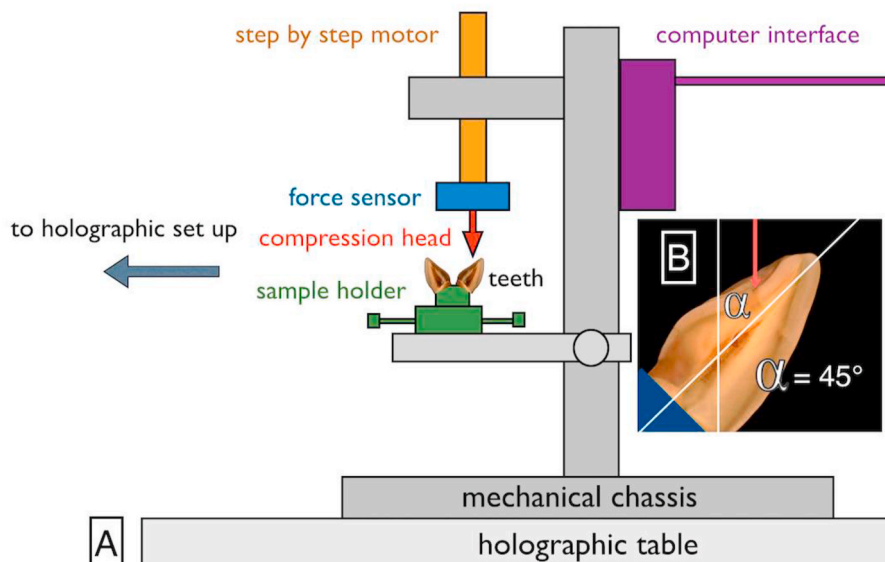 step by step motor
computer interface
force sensor
to holographic set up
compression head
teeth
sample holder
B
α
α = 45°
mechanical chassis
A
holographic table